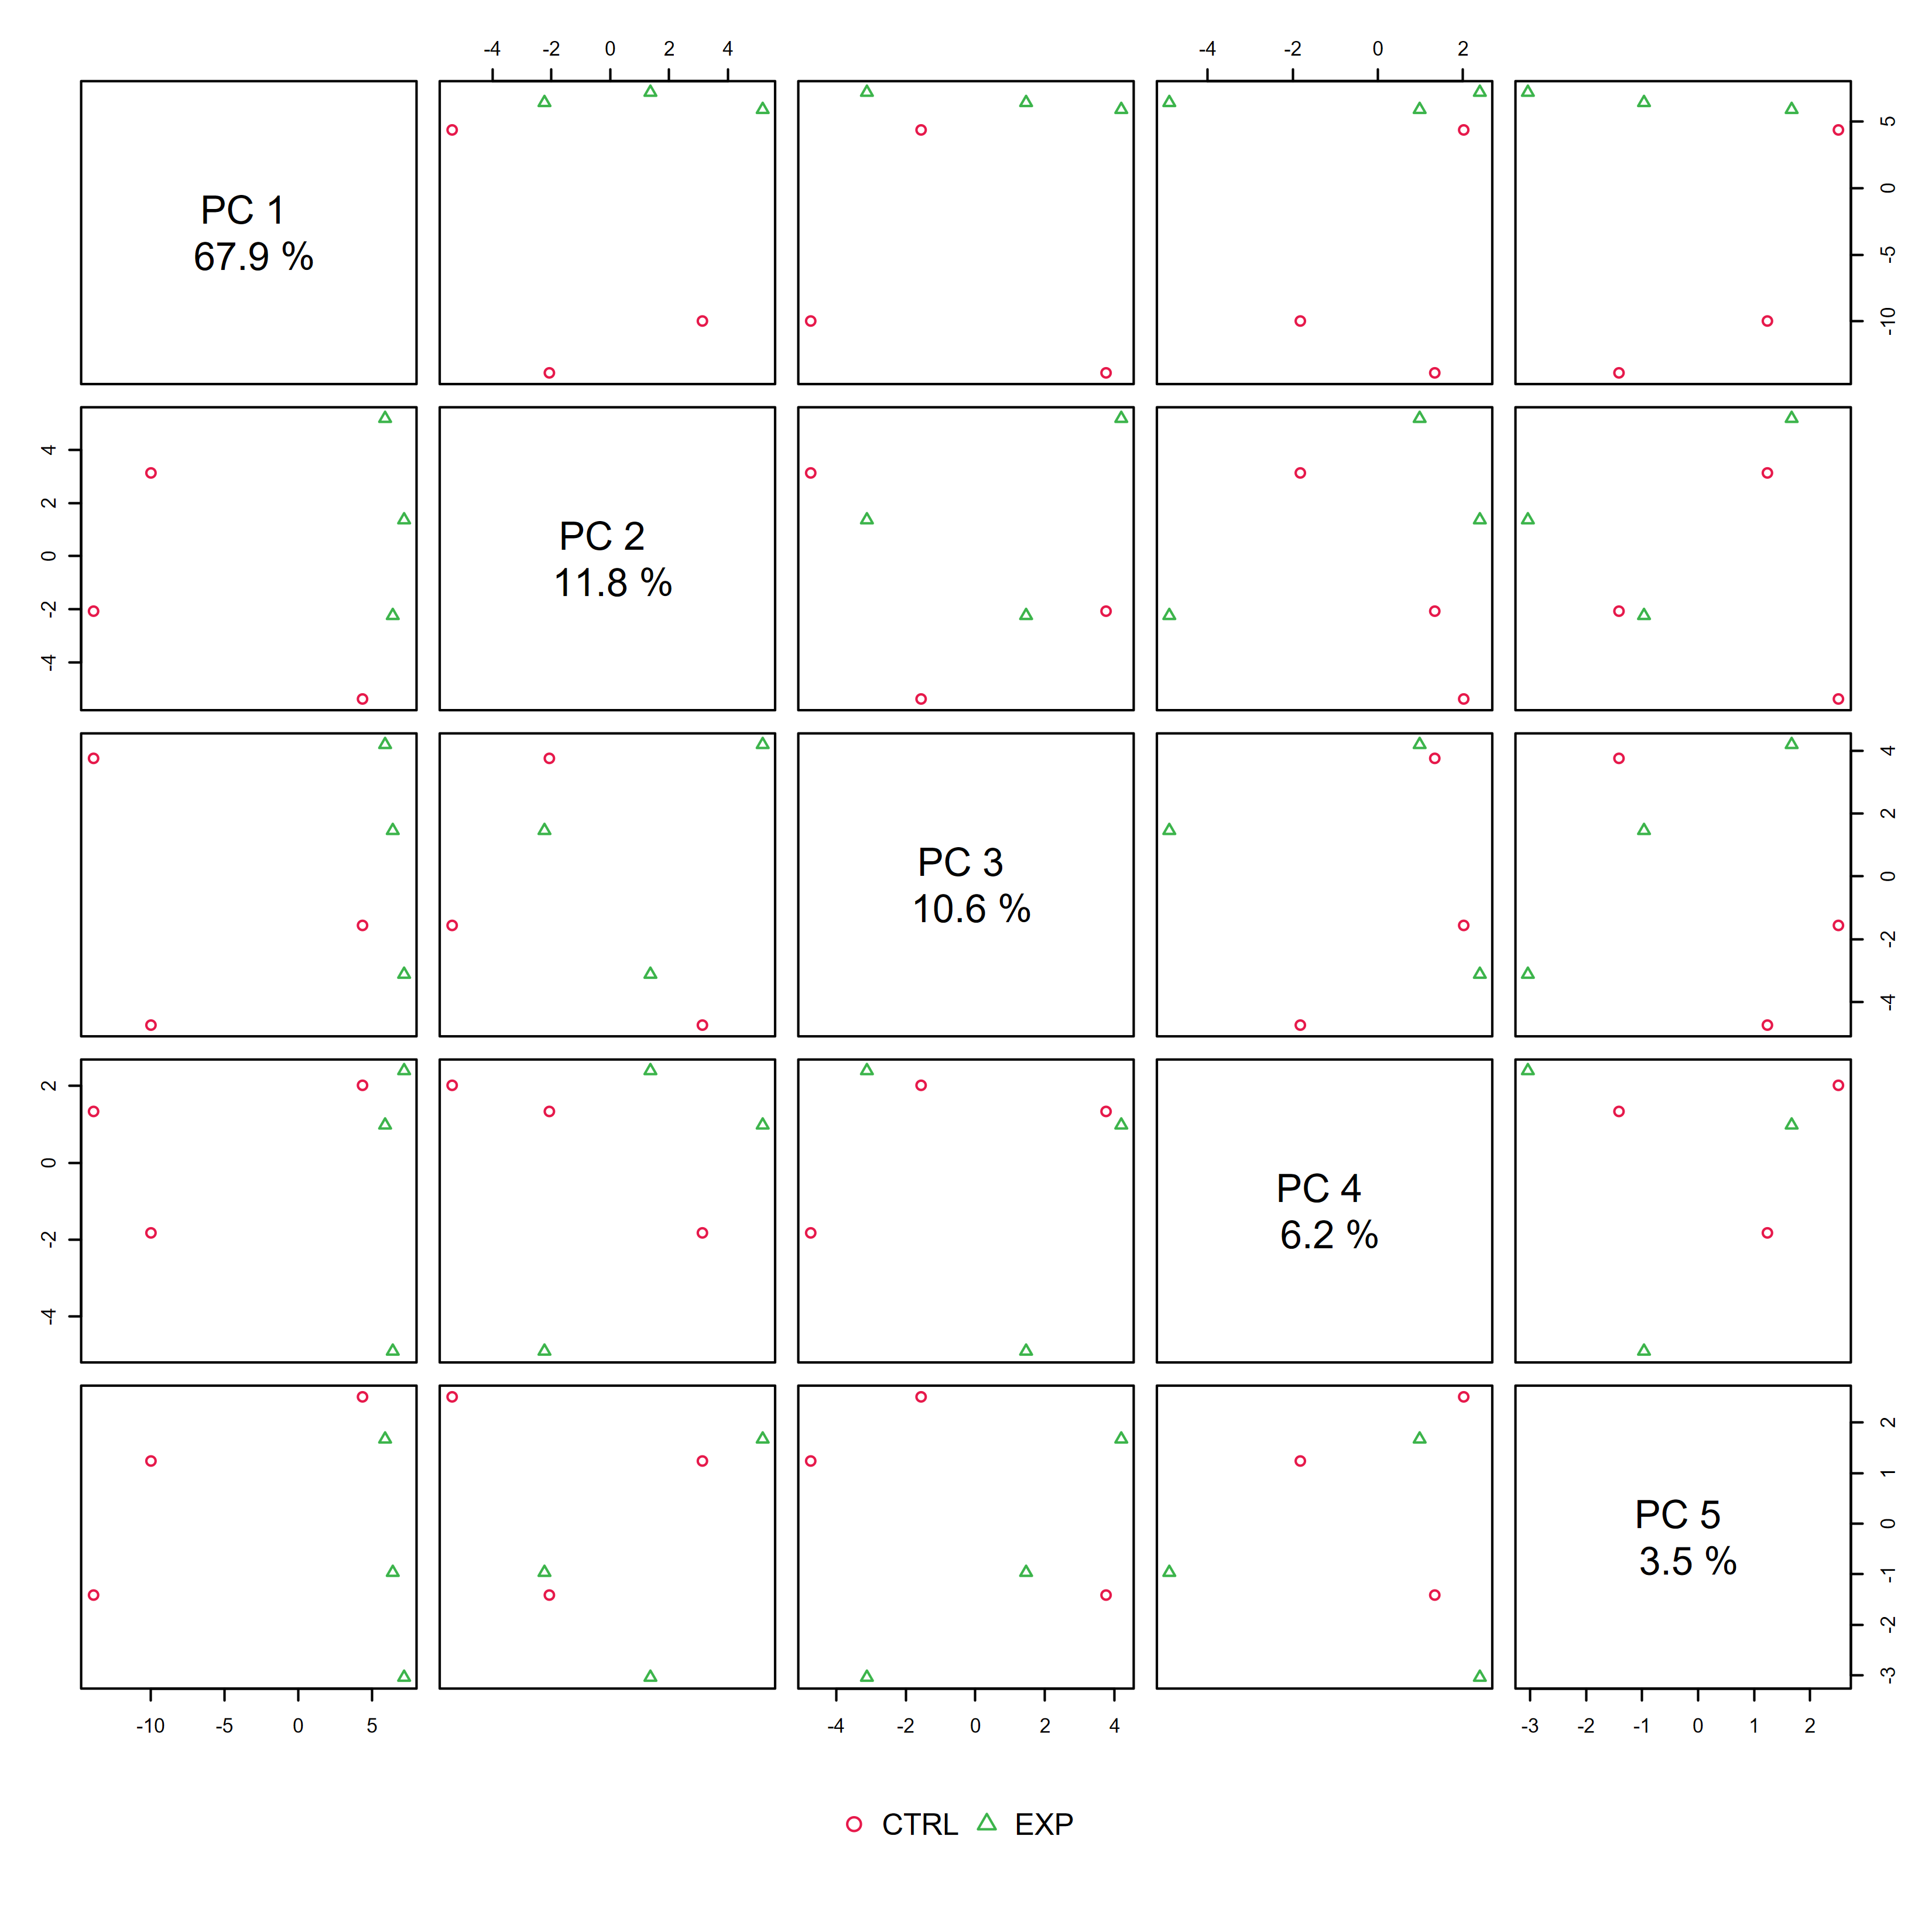 -4 -2 0 2 4 -4 -2 0 2
PC 1
67.9 %
5 0 -5 -10
4 2 0 -2 -4
PC 2
11.8 %
PC 3
10.6 %
4 2 0 -2 -4
2 0 -2 -4
PC 4
6.2 %
PC 5
3.5 %
2 1 0 -1 -2 -3
-10 -5 0 5 -4 -2 0 2 4 -3 -2 -1 0 1 2
CTRL EXP